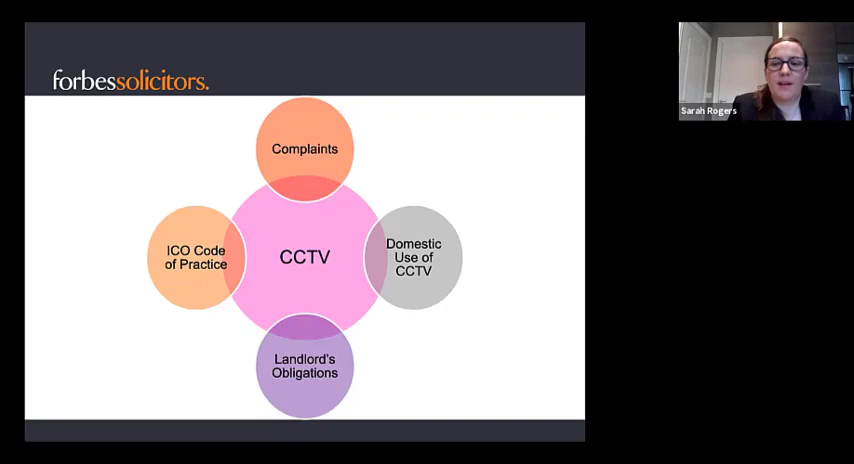 forbessolicitors.
Complaints
ICO Code
of Practice
CCTV
Domestic
Use of
CCTV
Landlord's
Obligations
Sarah Rogers